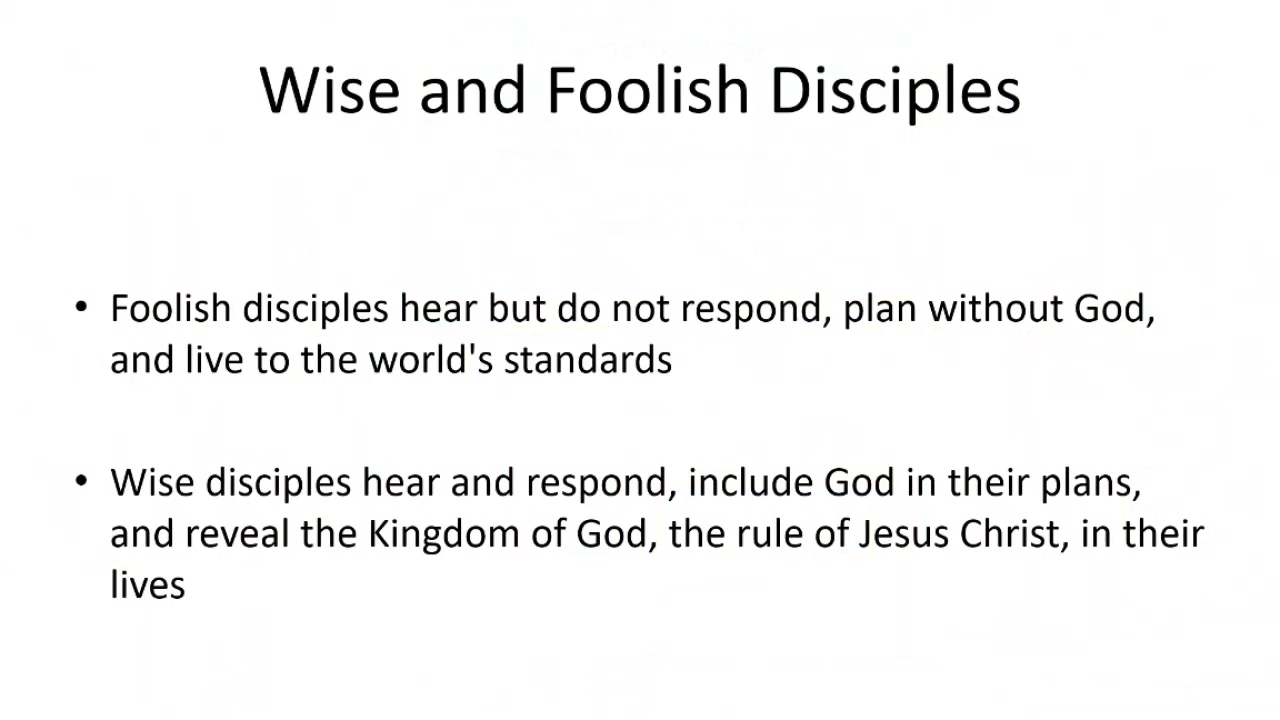 Wise and Foolish Disciples
• Foolish disciples hear but do not respond, plan without God,
and live to the world's standards
• Wise disciples hear and respond, include God in their plans,
and reveal the Kingdom of God, the rule of Jesus Christ, in their
lives